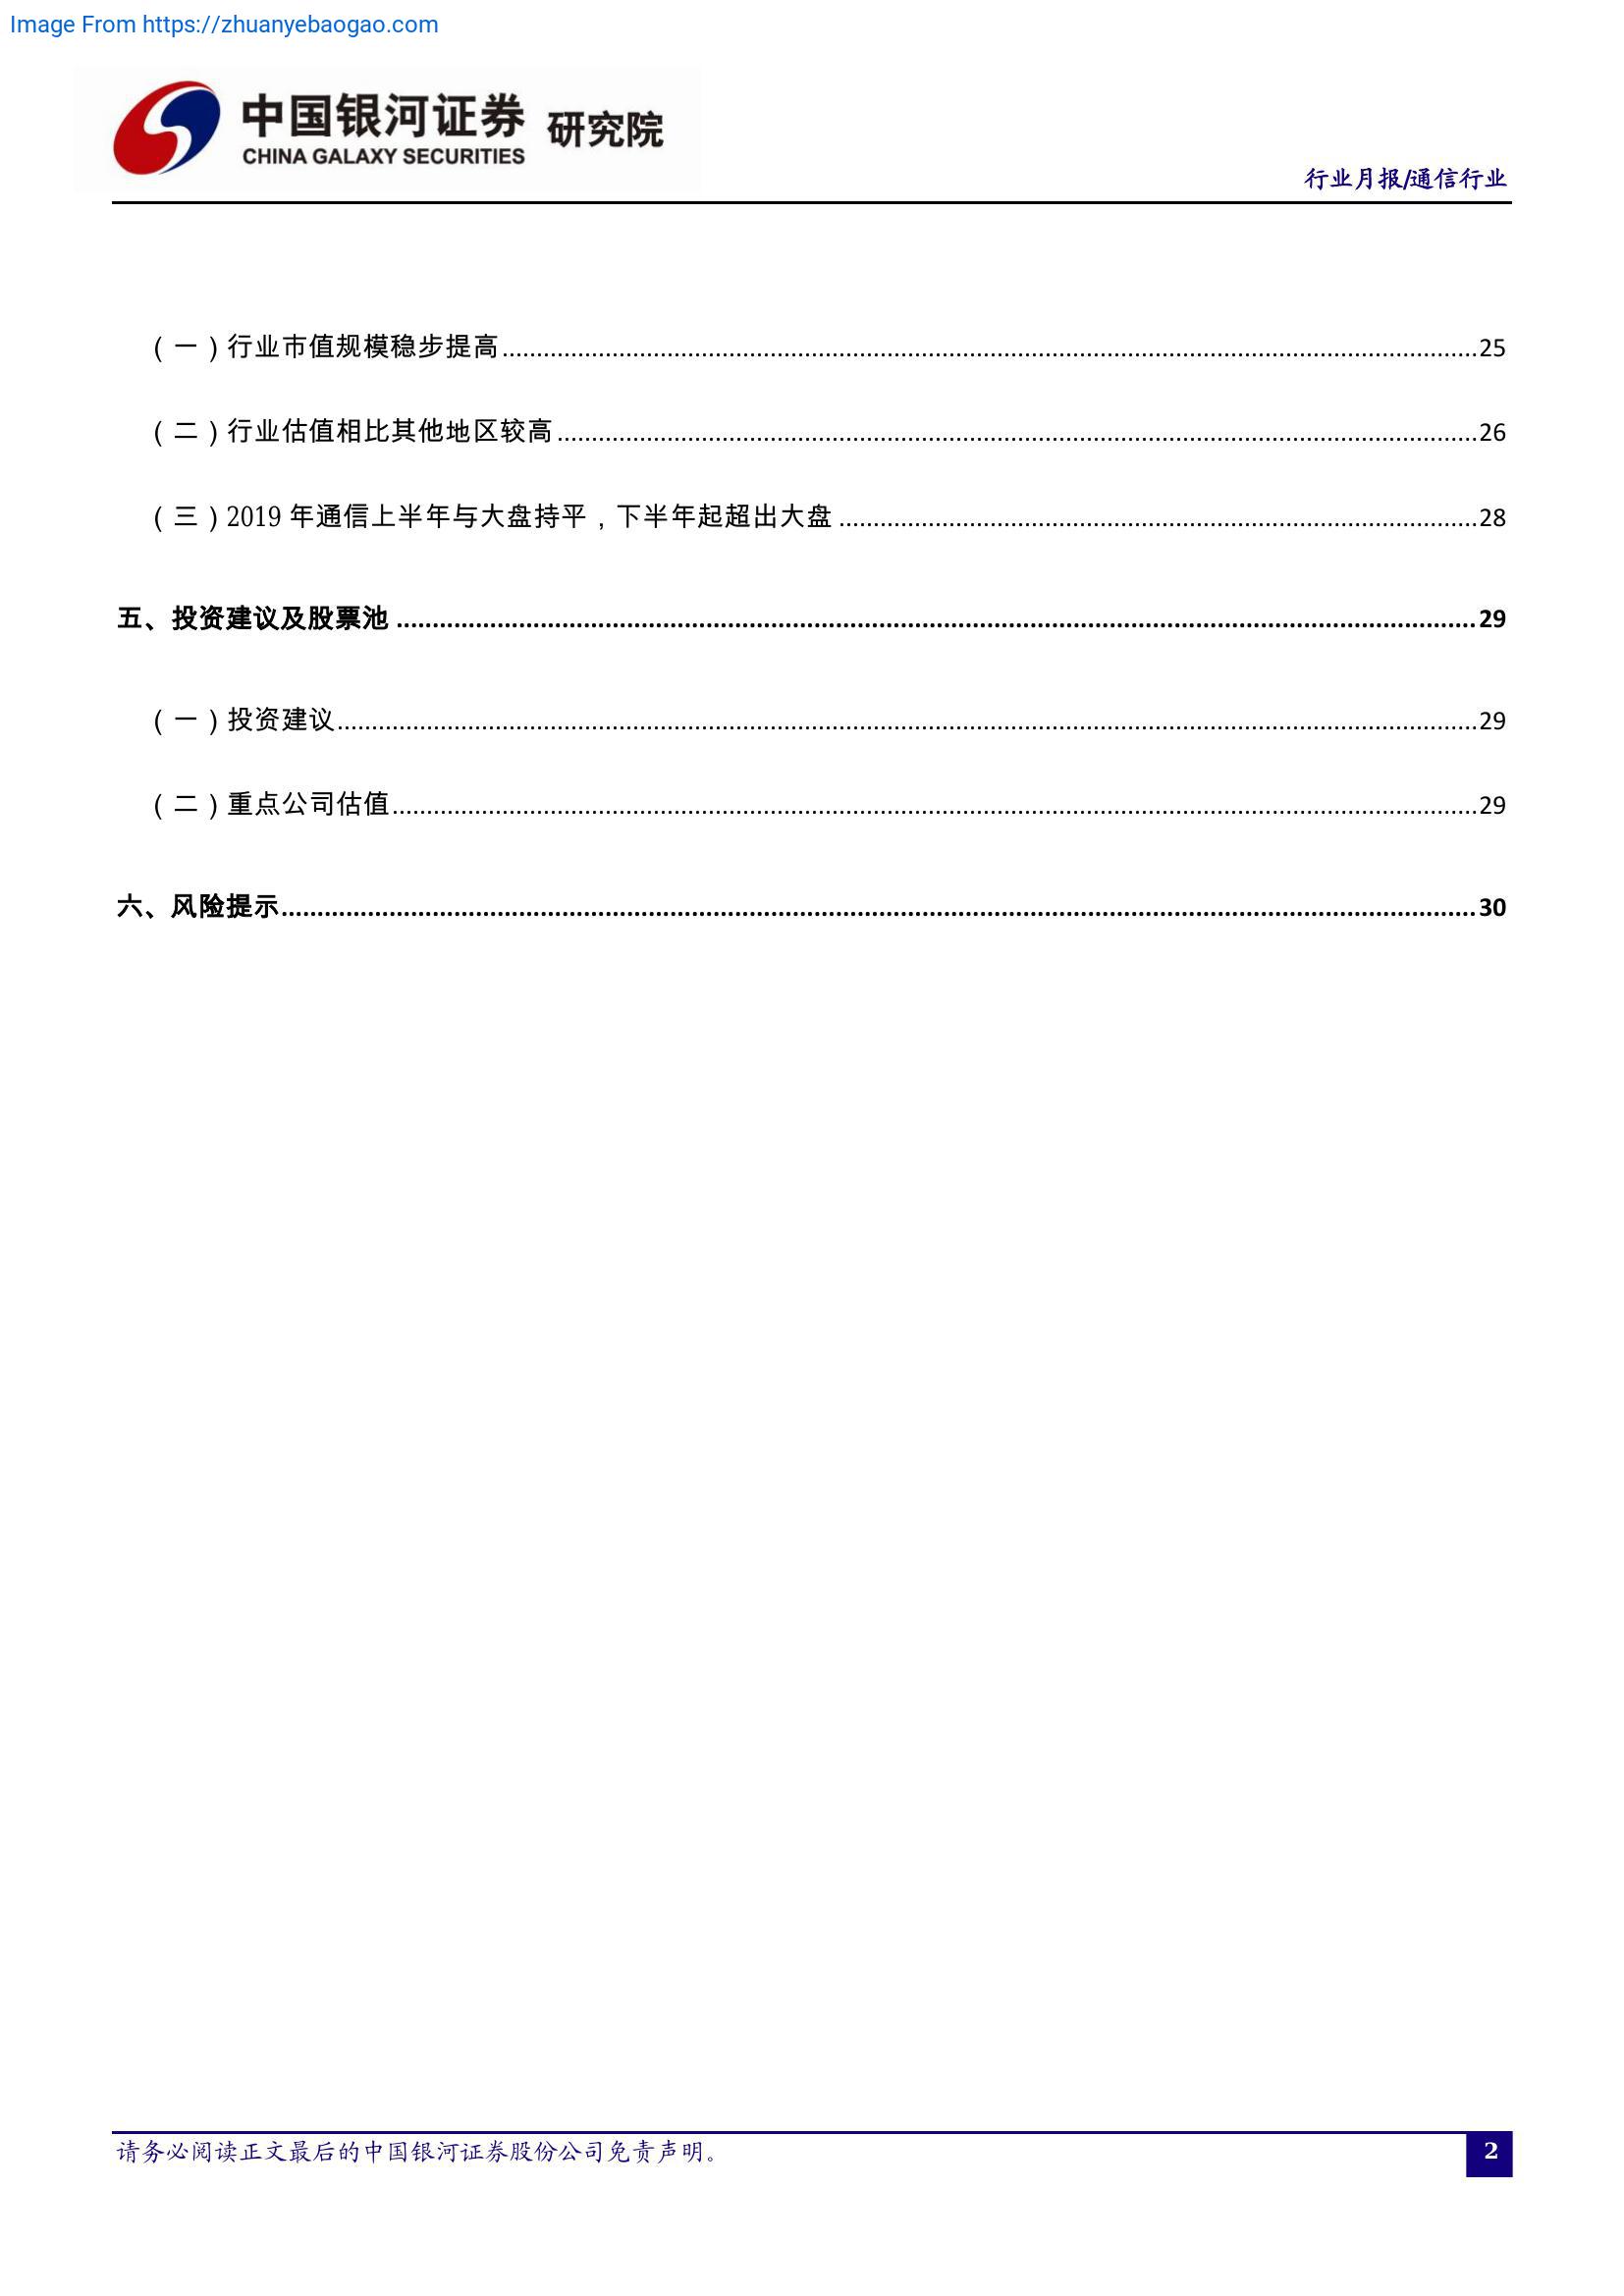 Image From https://zhuanyebaogao.com
中国银河证券 研究院
CHINA GALAXY SECURITIES
行业月报/通信行业
(一)行业市值规模稳步提高........25
(二)行业估值相比其他地区较高........26
(三)2019 年通信上半年与大盘持平，下半年起超出大盘........28
五、投资建议及股票池........29
(一)投资建议........29
(二)重点公司估值........29
六、风险提示........30
请务必阅读正文最后的中国银河证券股份公司免责声明。
2